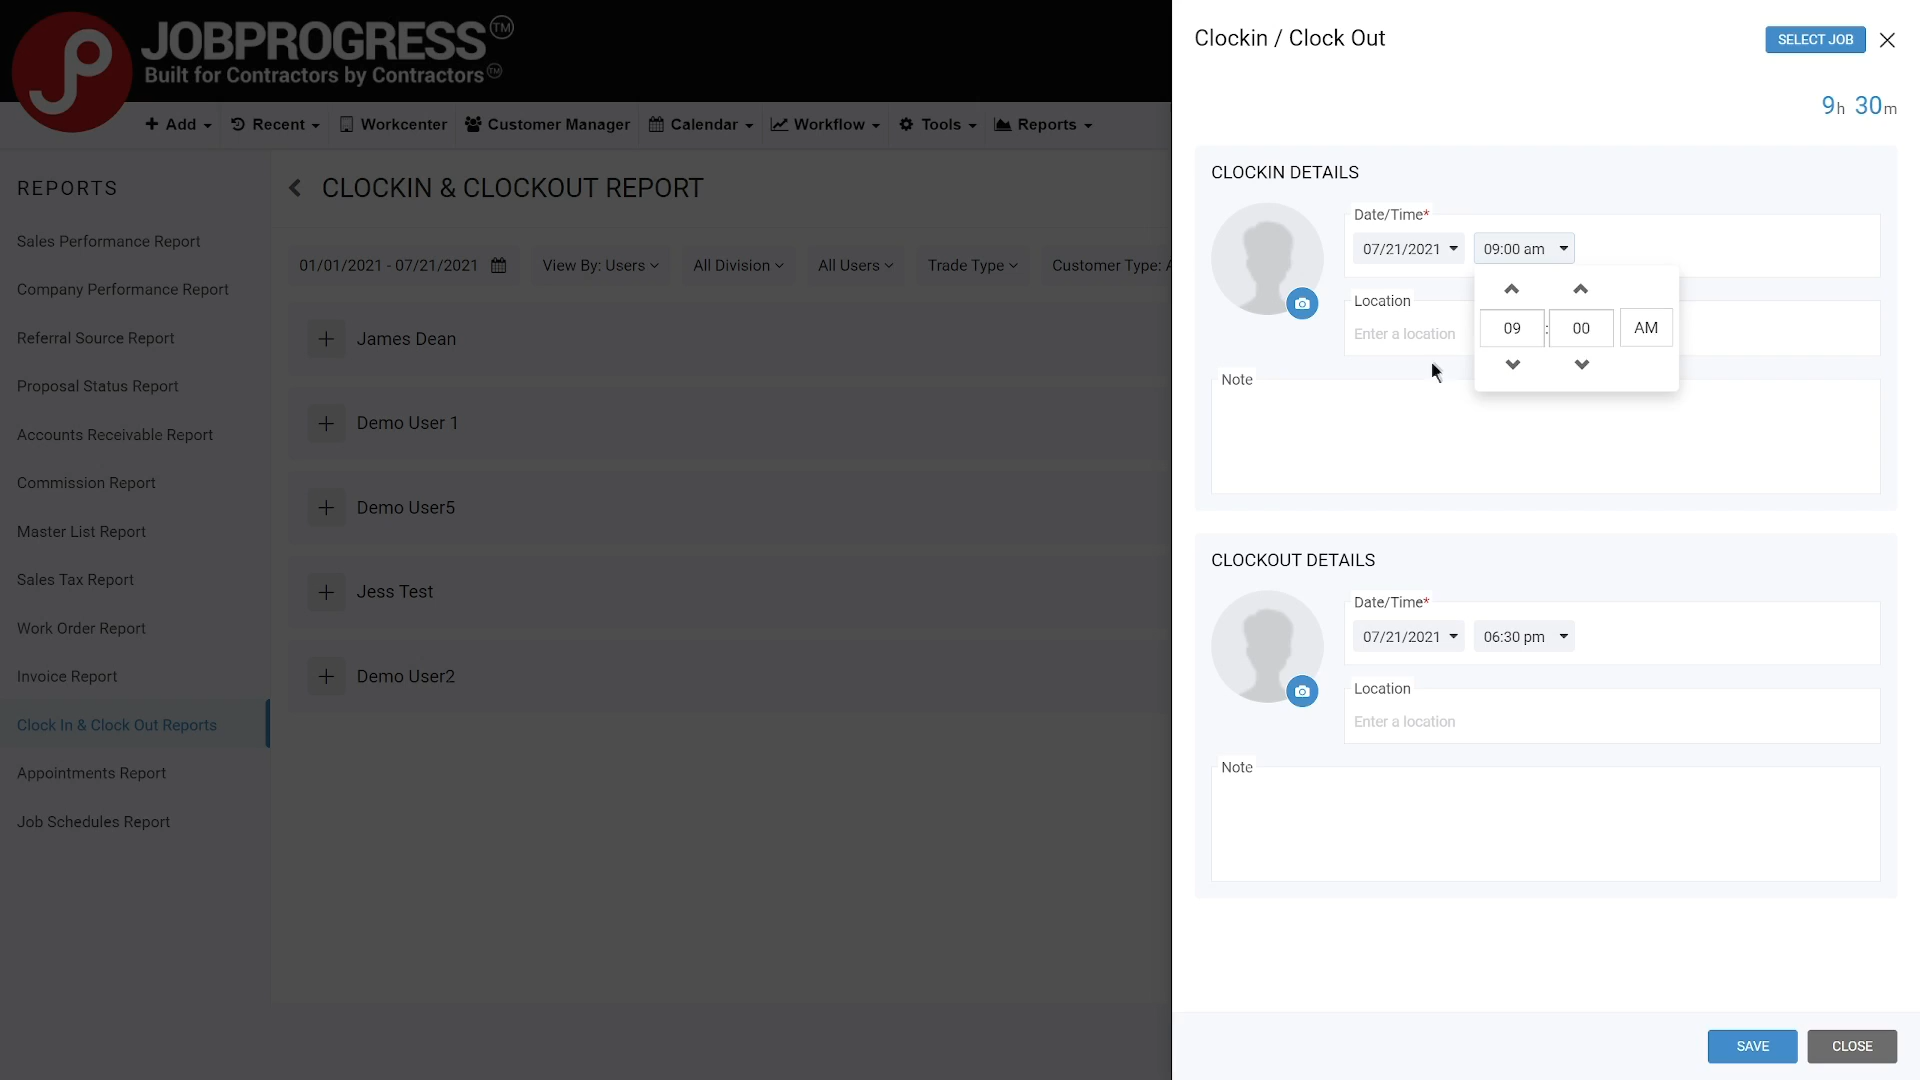 JOBPROGRESS™
Built for Contractors by Contractors™
Add
Recent
Workcenter
Customer Manager
Calendar
Workflow
Tools
Reports
REPORTS
Sales Performance Report
Company Performance Report
Referral Source Report
Proposal Status Report
Accounts Receivable Report
Commission Report
Master List Report
Sales Tax Report
Work Order Report
Invoice Report
Clock In & Clock Out Reports
Appointments Report
Job Schedules Report
CLOCKIN & CLOCKOUT REPORT
01/01/2021 - 07/21/2021
View By: Users
All Division
All Users
Trade Type
Customer Type: A
James Dean
Demo User 1
Demo User5
Jess Test
Demo User2
Clockin / Clock Out
SELECT JOB
9h 30m
CLOCKIN DETAILS
Date/Time*
07/21/2021
09:00 am
09 : 00 AM
Location
Enter a location
Note
CLOCKOUT DETAILS
Date/Time*
07/21/2021
06:30 pm
Location
Enter a location
Note
SAVE
CLOSE